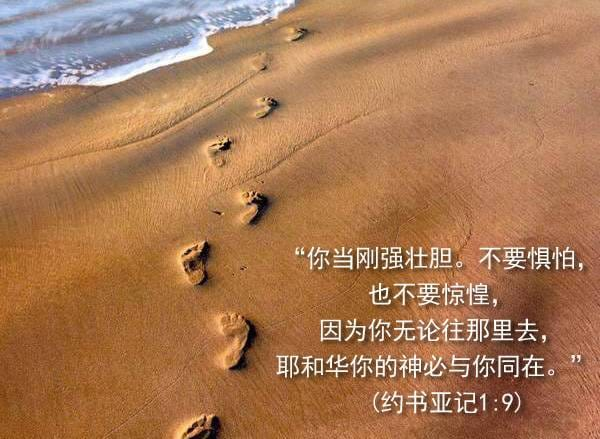 “你当刚强壮胆。不要惧怕，
也不要惊惶，
因为你无论往那里去，
耶和华你的神必与你同在。”
(约书亚记1:9)